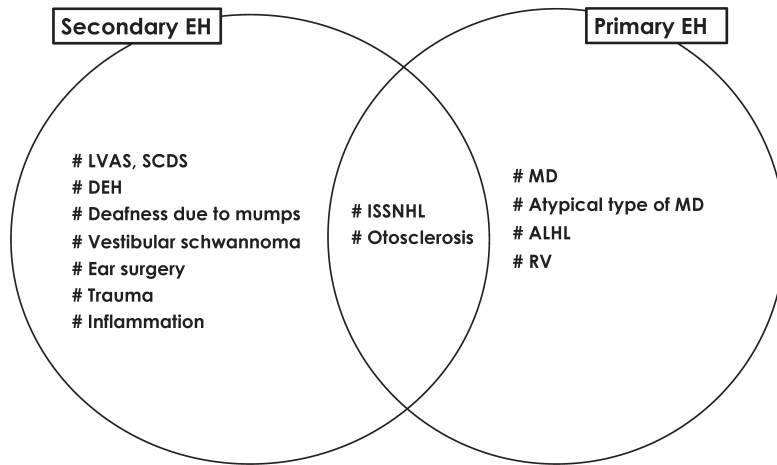 Secondary EH
Primary EH
# LVAS, SCDS
# DEH
# Deafness due to mumps
# Vestibular schwannoma
# Ear surgery
# Trauma
# Inflammation
# ISSNHL
# Otosclerosis
# MD
# Atypical type of MD
# ALHL
# RV